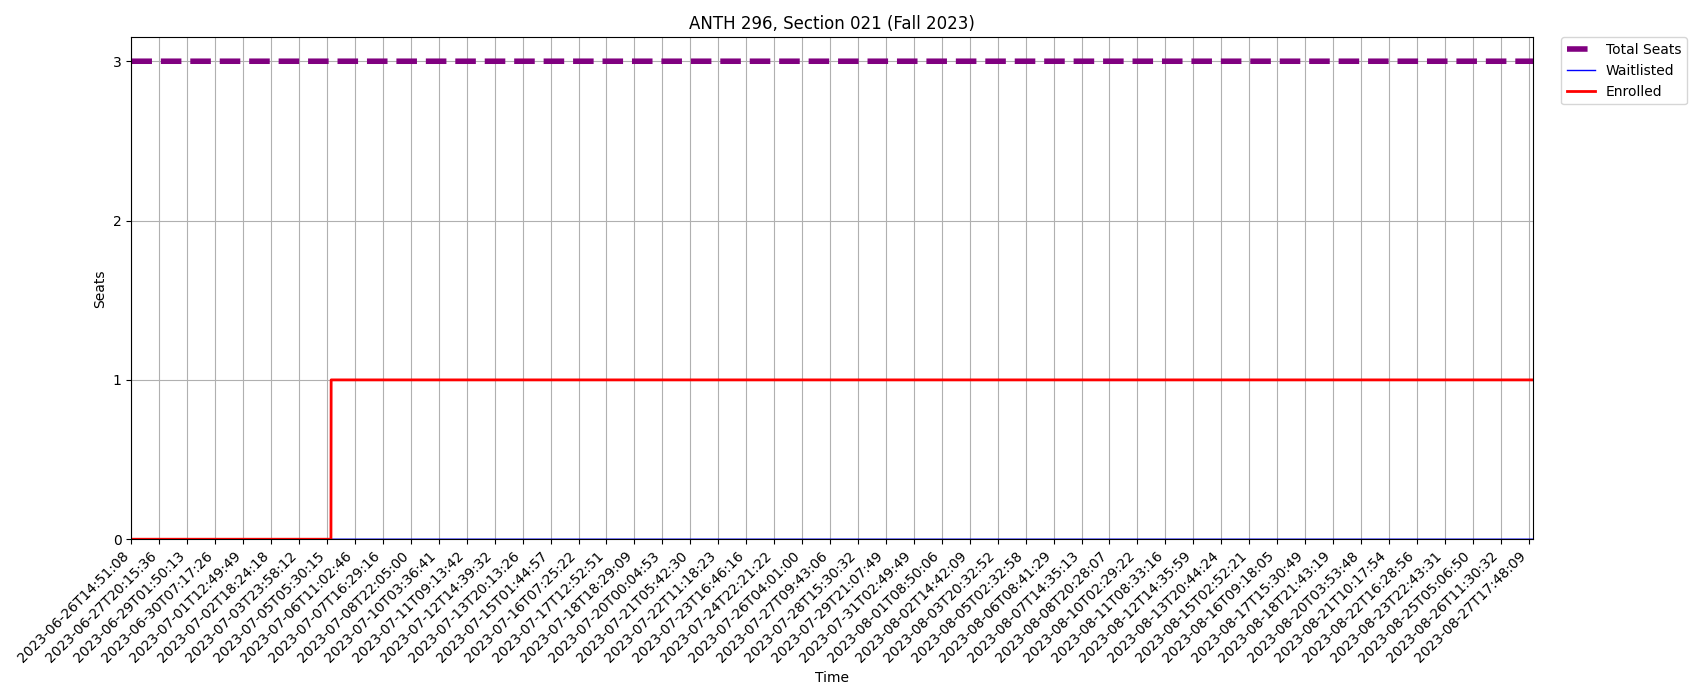 ANTH 296, Section 021 (Fall 2023)
Total Seats
Waitlisted
Enrolled
Seats
3
2
1
0
2023-06-26T14:51:08
2023-06-27T20:15:36
2023-06-29T01:50:13
2023-06-30T07:17:26
2023-07-01T12:49:49
2023-07-02T18:24:18
2023-07-03T23:58:12
2023-07-05T05:30:15
2023-07-06T11:02:46
2023-07-07T16:29:16
2023-07-08T22:05:00
2023-07-10T03:36:41
2023-07-11T09:13:42
2023-07-12T14:39:32
2023-07-13T20:13:26
2023-07-15T01:44:57
2023-07-16T07:25:22
2023-07-17T12:52:51
2023-07-18T18:29:09
2023-07-20T00:04:53
2023-07-21T05:42:30
2023-07-22T11:18:23
2023-07-23T16:46:16
2023-07-24T22:21:22
2023-07-26T04:01:00
2023-07-27T09:43:06
2023-07-28T15:30:32
2023-07-29T21:07:49
2023-07-31T02:49:49
2023-08-01T08:50:06
2023-08-02T14:42:09
2023-08-03T20:32:52
2023-08-05T02:32:58
2023-08-06T08:41:29
2023-08-07T14:35:13
2023-08-08T20:28:07
2023-08-10T02:29:22
2023-08-11T08:33:16
2023-08-12T14:35:59
2023-08-13T20:44:24
2023-08-15T02:52:21
2023-08-16T09:18:05
2023-08-17T15:30:49
2023-08-18T21:43:19
2023-08-20T03:53:48
2023-08-21T10:17:54
2023-08-22T16:28:56
2023-08-23T22:43:31
2023-08-25T05:06:50
2023-08-26T11:30:32
2023-08-27T17:48:09
Time